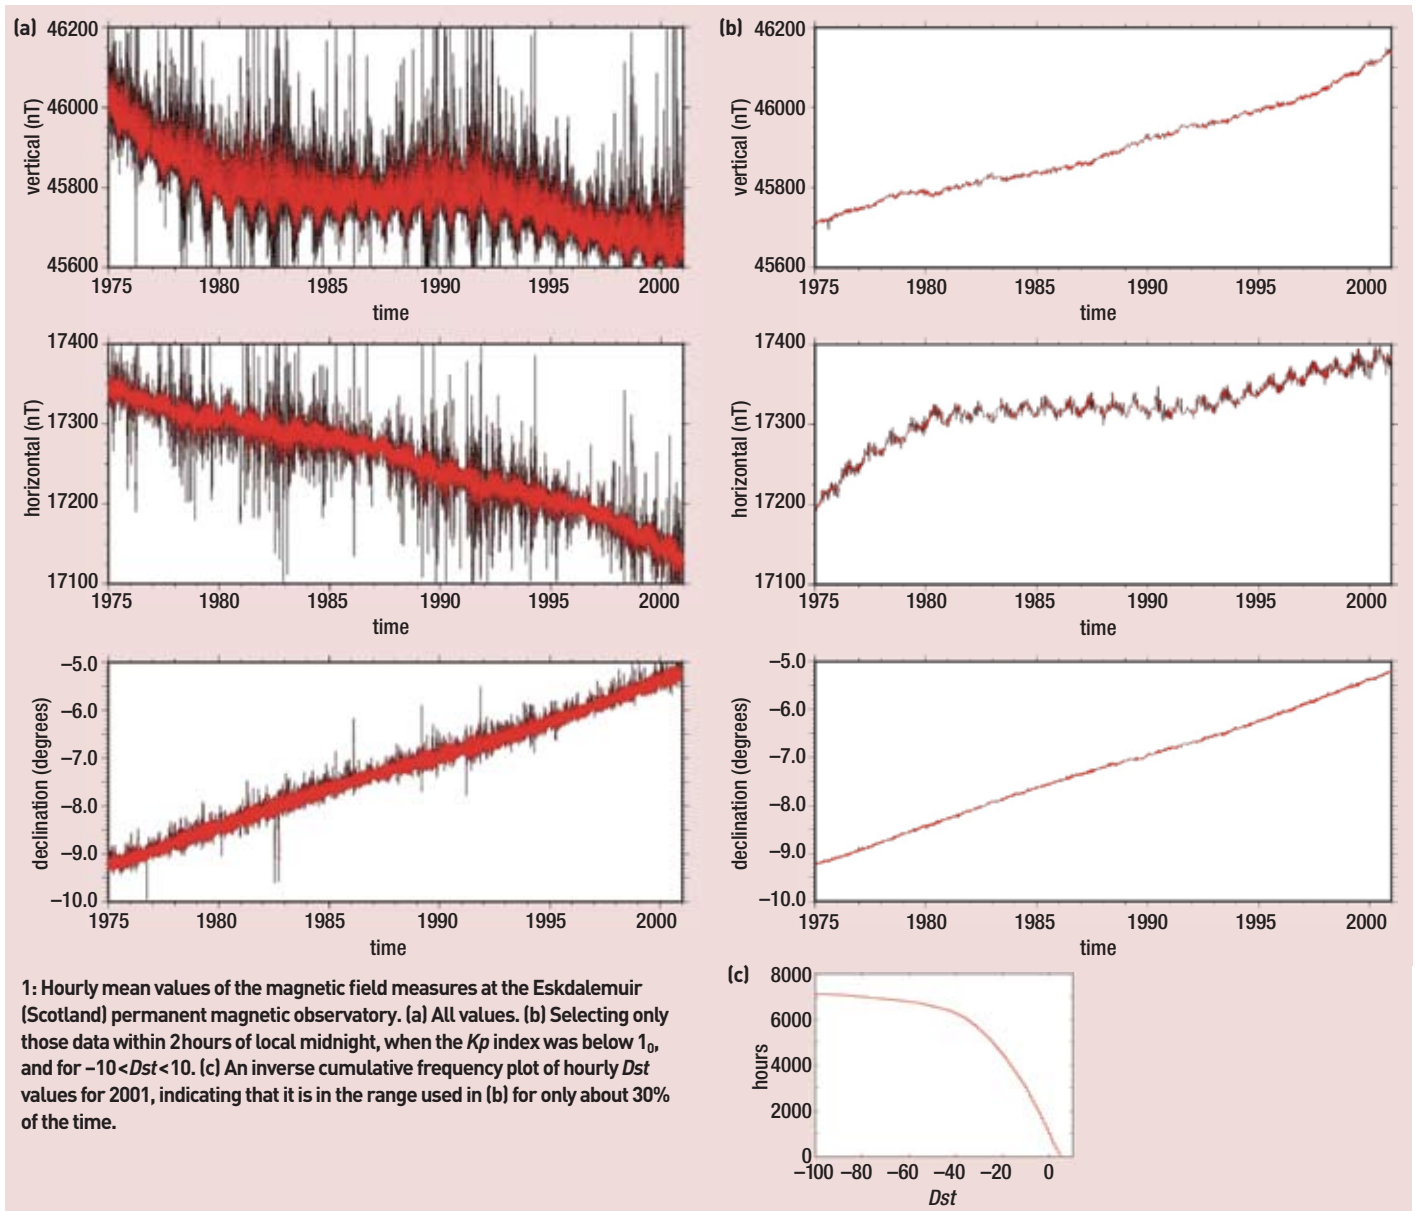 (a)
46200
46000
45800
45600
vertical (nT)
1975 1980 1985 1990 1995 2000
time
17400
17300
17200
17100
horizontal (nT)
1975 1980 1985 1990 1995 2000
time
–5.0
–6.0
–7.0
–8.0
–9.0
–10.0
declination (degrees)
1975 1980 1985 1990 1995 2000
time
(b)
46200
46000
45800
45600
vertical (nT)
1975 1980 1985 1990 1995 2000
time
17400
17300
17200
17100
horizontal (nT)
1975 1980 1985 1990 1995 2000
time
–5.0
–6.0
–7.0
–8.0
–9.0
–10.0
declination (degrees)
1975 1980 1985 1990 1995 2000
time
1: Hourly mean values of the magnetic field measures at the Eskdalemuir
(Scotland) permanent magnetic observatory. (a) All values. (b) Selecting only
those data within 2 hours of local midnight, when the Kp index was below 1₀,
and for –10<Dst<10. (c) An inverse cumulative frequency plot of hourly Dst
values for 2001, indicating that it is in the range used in (b) for only about 30%
of the time.
(c)
8000
6000
4000
2000
0
hours
–100 –80 –60 –40 –20 0
Dst